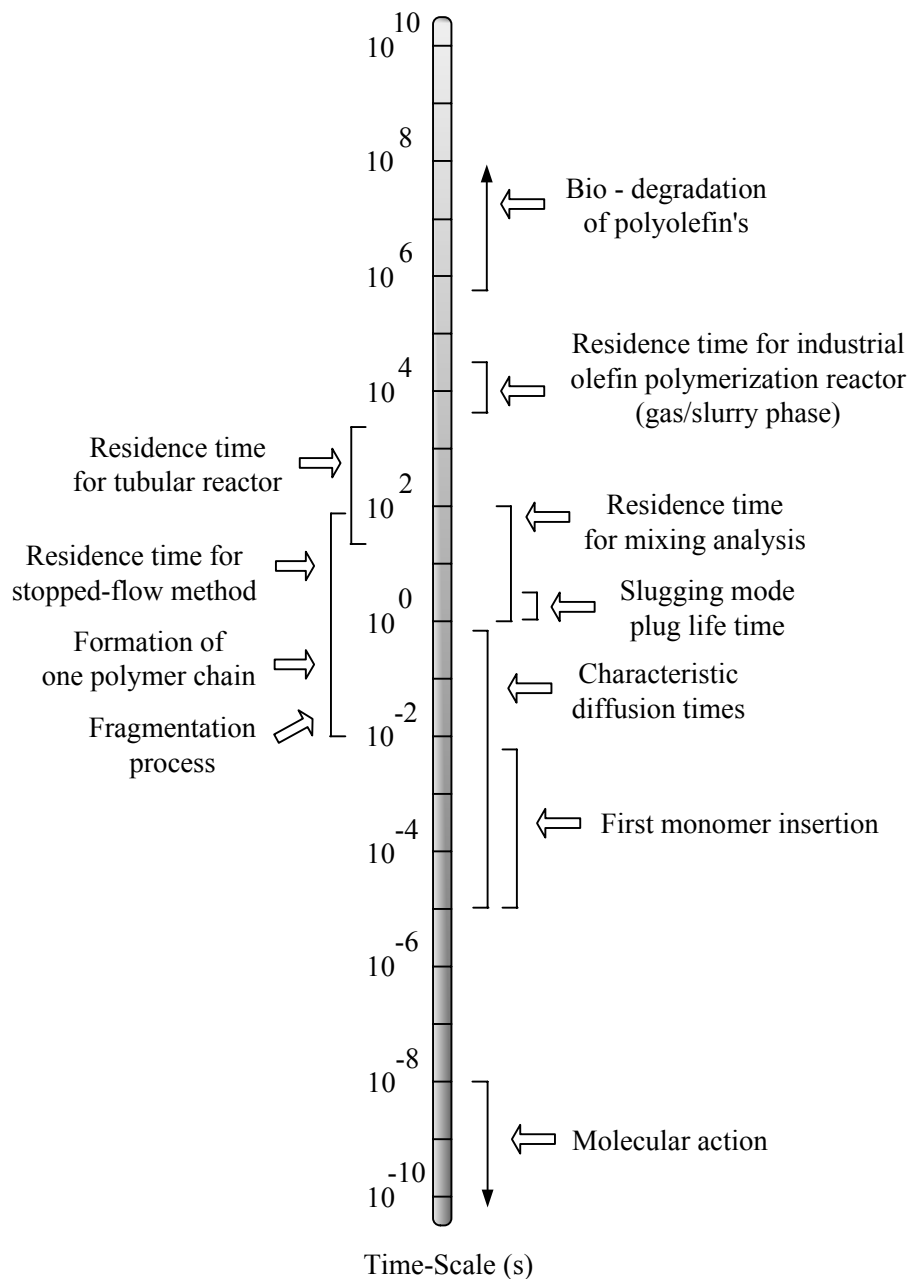 10 10
10 8
Bio - degradation
of polyolefin's
10 6
Residence time for industrial
olefin polymerization reactor
(gas/slurry phase)
10 4
Residence time
for tubular reactor
10 2
Residence time
for mixing analysis
Residence time for
stopped-flow method
10 0
Slugging mode
plug life time
Formation of
one polymer chain
Characteristic
diffusion times
Fragmentation
process
10 -2
First monomer insertion
10 -4
10 -6
10 -8
Molecular action
10 -10
Time-Scale (s)